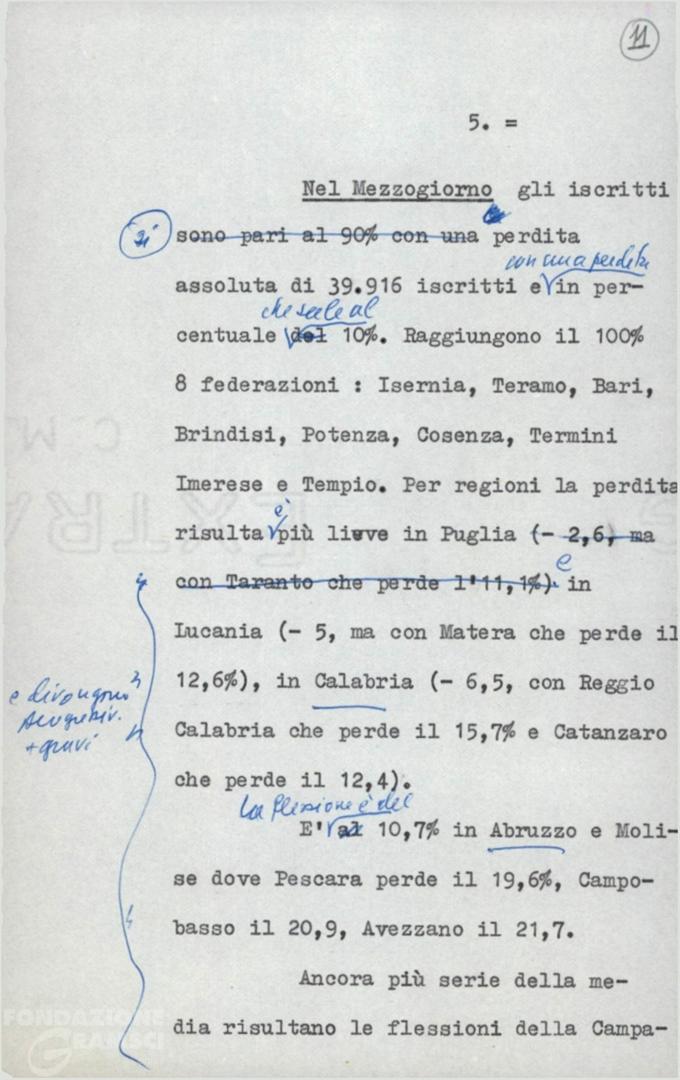 11
5. =
Nel Mezzogiorno gli iscritti
si sono pari al 90% con una perdita
con una perdita
assoluta di 39.916 iscritti e in per-
che sale al
centuale del 10%. Raggiungono il 100%
8 federazioni : Isernia, Teramo, Bari,
Brindisi, Potenza, Cosenza, Termini
Imerese e Tempio. Per regioni la perdita
è
risulta più lieve in Puglia (- 2,6, ma
e
con Taranto che perde l'11,1%). in
Lucania (- 5, ma con Matera che perde il
12,6%), in Calabria (- 6,5, con Reggio
e divengono
+ gravi
Calabria che perde il 15,7% e Catanzaro
che perde il 12,4).
La flessione è del
E' al 10,7% in Abruzzo e Moli-
se dove Pescara perde il 19,6%, Campo-
basso il 20,9, Avezzano il 21,7.
Ancora più serie della me-
dia risultano le flessioni della Campa-
FONDAZIONE
GRAMSCI